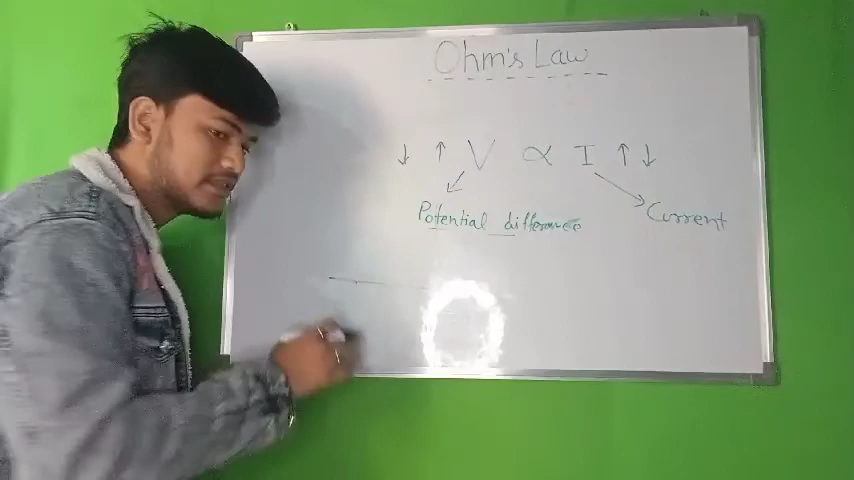 Ohm's Law
↓ ↑ V ∝ I ↑ ↓
Potential difference
Current